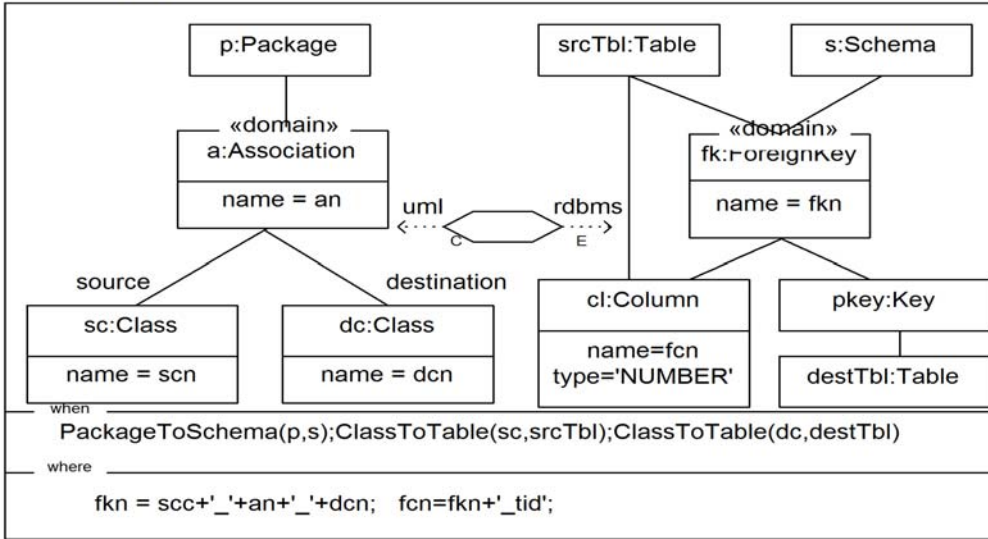 p:Package
srcTbl:Table
s:Schema
«domain»
a:Association
name = an
«domain»
fk:ForeignKey
name = fkn
uml
rdbms
C
E
source
destination
sc:Class
name = scn
dc:Class
name = dcn
cl:Column
name=fcn
type='NUMBER'
pkey:Key
destTbl:Table
when
PackageToSchema(p,s);ClassToTable(sc,srcTbl);ClassToTable(dc,destTbl)
where
fkn = scc+'_'+an+'_'+dcn; fcn=fkn+'_tid';